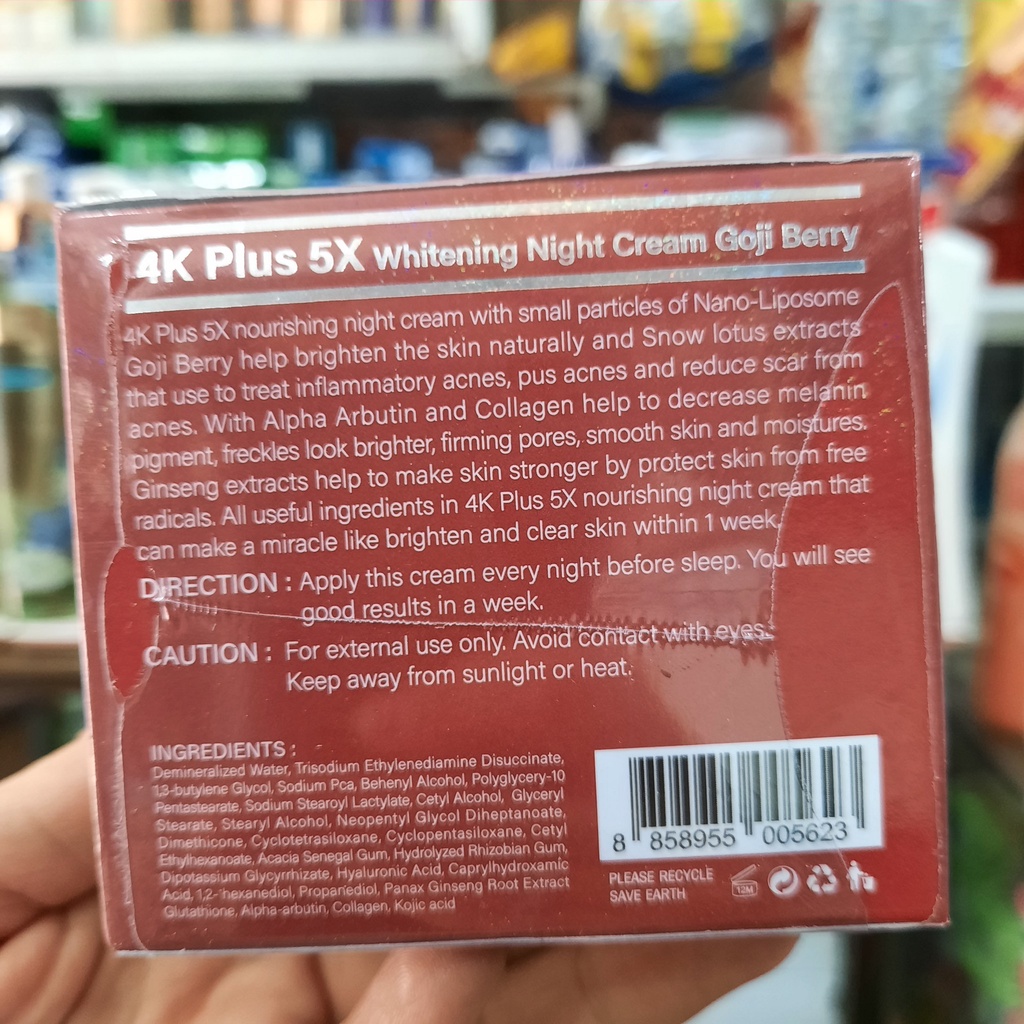 4K Plus 5X Whitening Night Cream Goji Berry
4K Plus 5X nourishing night cream with small particles of Nano-Liposome
Goji Berry help brighten the skin naturally and Snow lotus extracts
that use to treat inflammatory acnes, pus acnes and reduce scar from
acnes. With Alpha Arbutin and Collagen help to decrease melanin
pigment, freckles look brighter, firming pores, smooth skin and moistures.
Ginseng extracts help to make skin stronger by protect skin from free
radicals. All useful ingredients in 4K Plus 5X nourishing night cream that
can make a miracle like brighten and clear skin within 1 week.
DIRECTION : Apply this cream every night before sleep. You will see
good results in a week.
CAUTION : For external use only. Avoid contact with eyes.
Keep away from sunlight or heat.
INGREDIENTS :
Demineralized Water, Trisodium Ethylenediamine Disuccinate,
1,3-butylene Glycol, Sodium Pca, Behenyl Alcohol, Polyglycery-10
Pentastearate, Sodium Stearoyl Lactylate, Cetyl Alcohol, Glyceryl
Stearate, Stearyl Alcohol, Neopentyl Glycol Diheptanoate,
Dimethicone, Cyclotetrasiloxane, Cyclopentasiloxane, Cetyl
Ethylhexanoate, Acacia Senegal Gum, Hydrolyzed Rhizobian Gum,
Dipotassium Glycyrrhizate, Hyaluronic Acid, Caprylhydroxamic
Acid, 1,2-hexanediol, Propanediol, Panax Ginseng Root Extract
Glutathione, Alpha-arbutin, Collagen, Kojic acid
8 858955 005623
PLEASE RECYCLE
SAVE EARTH
12M